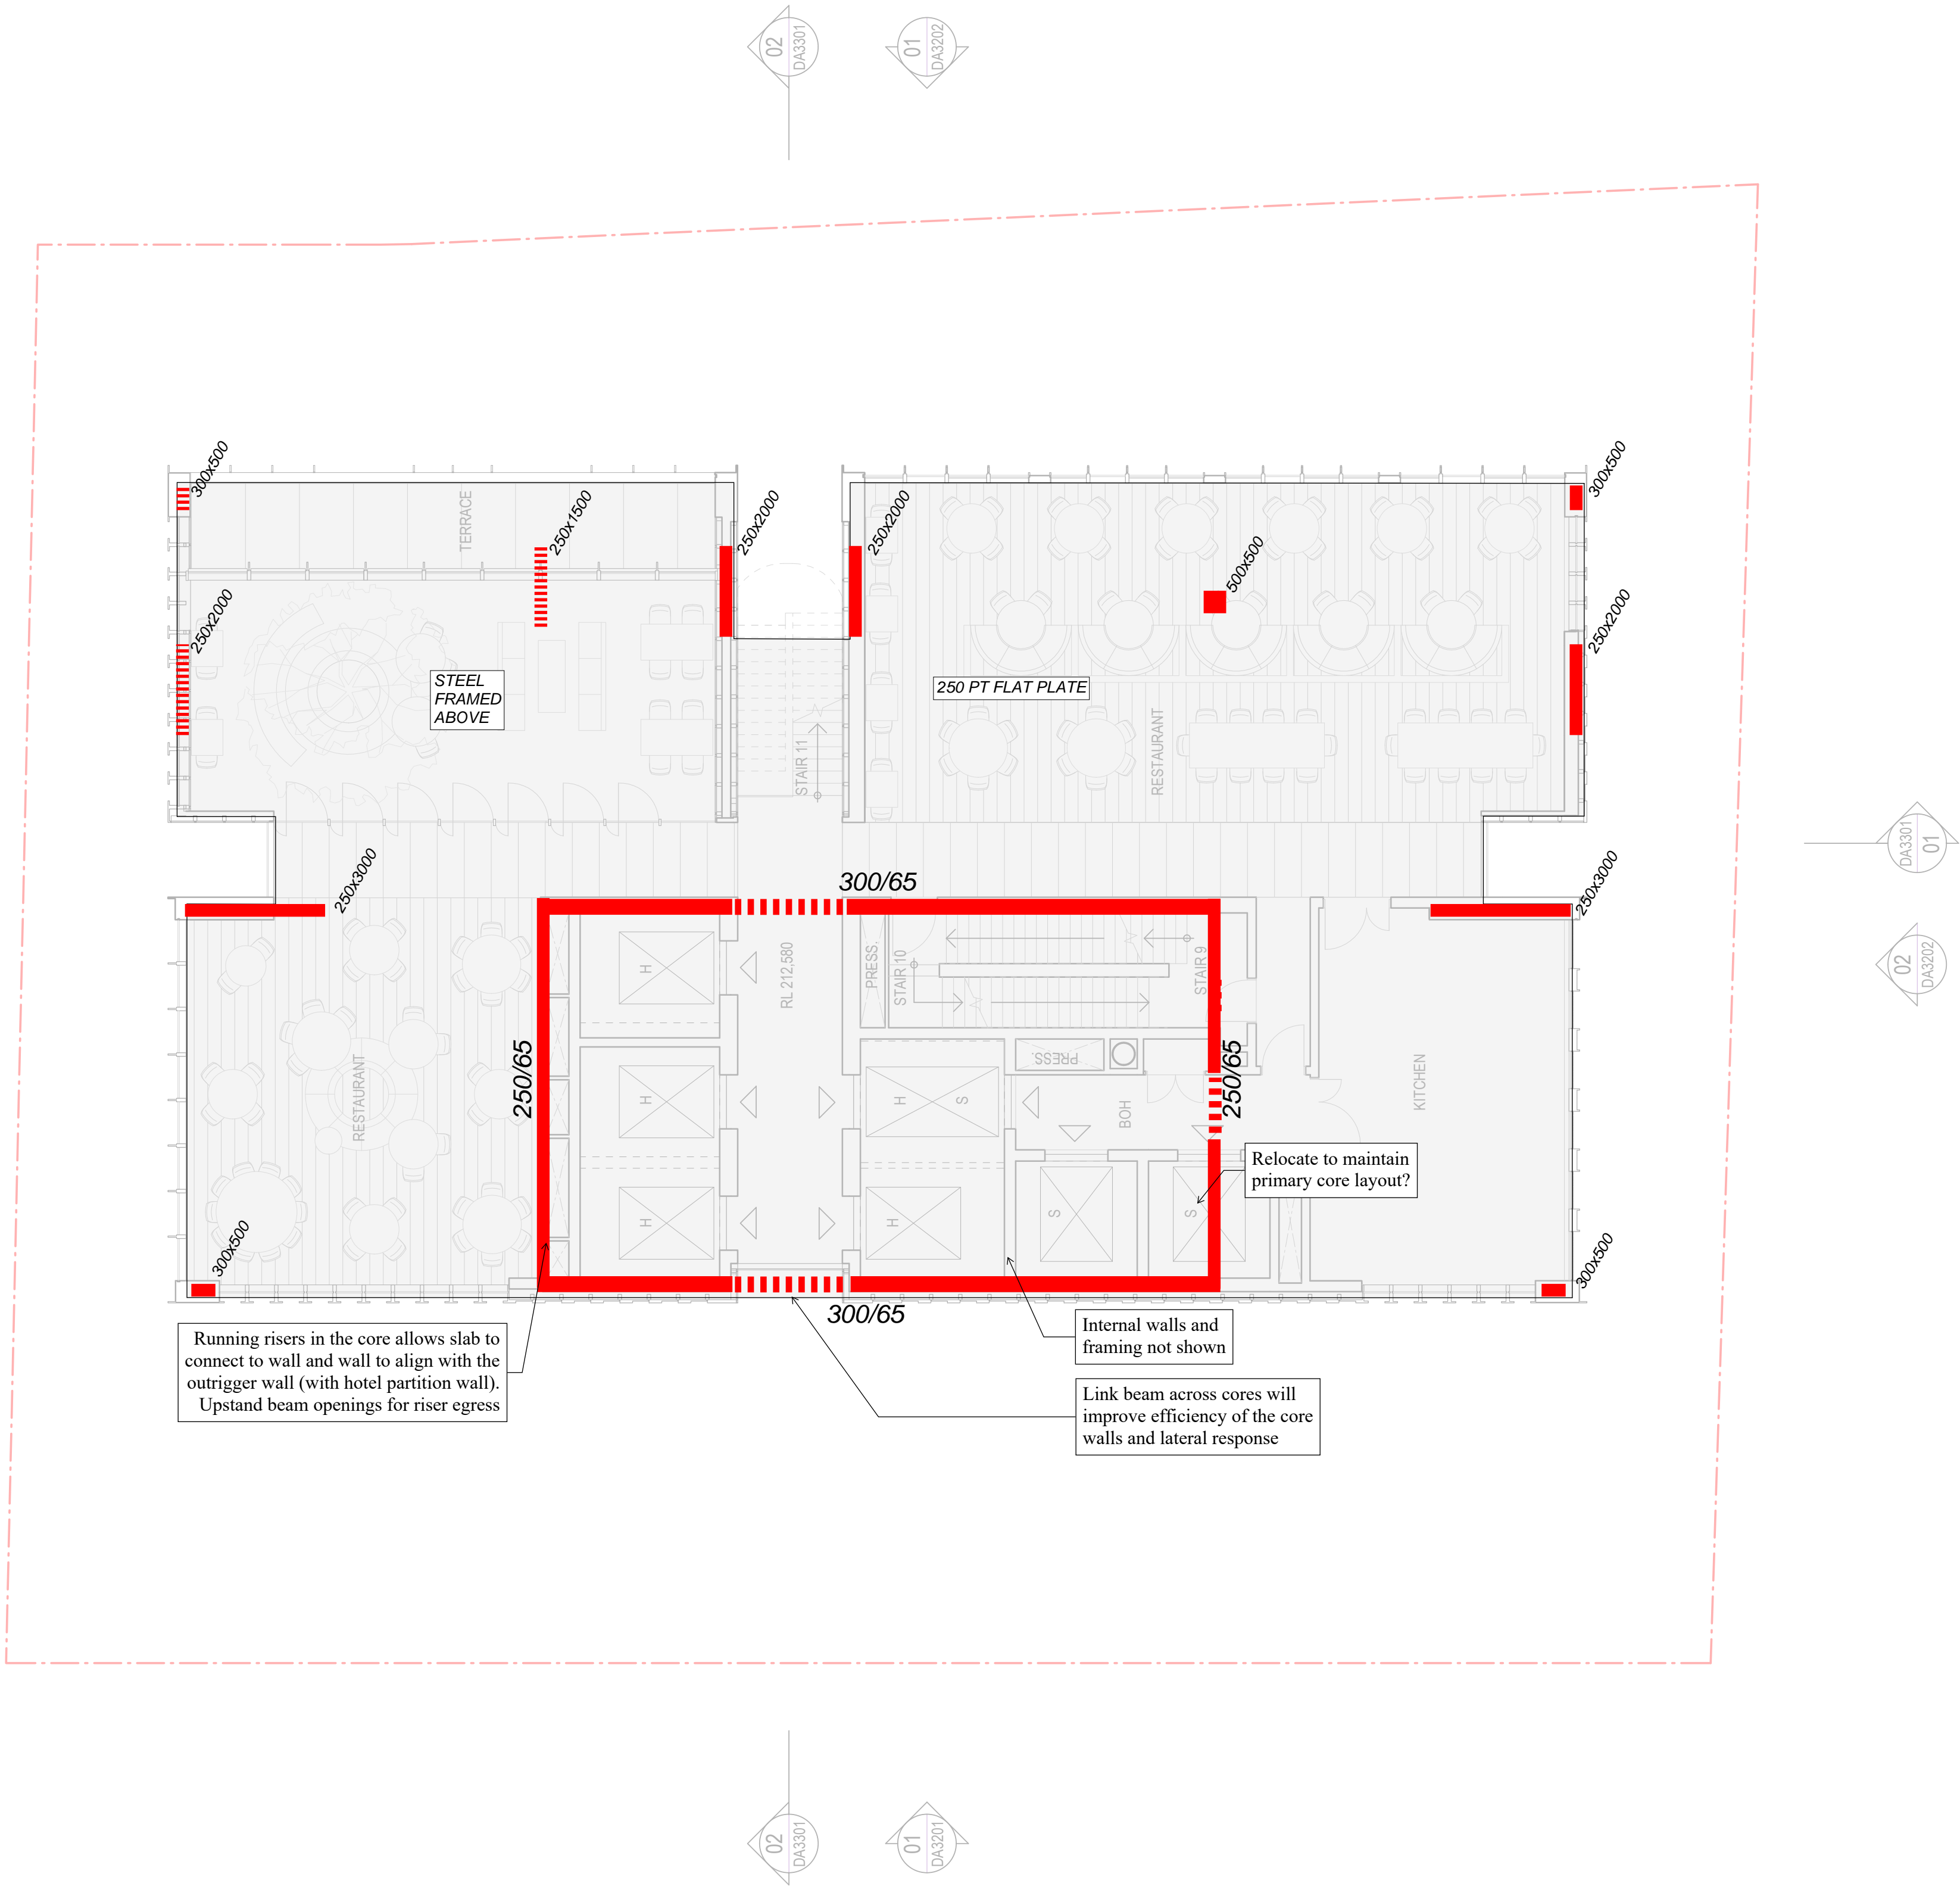 02
DA3301
01
DA3202
300x500
TERRACE
250x1500
250x2000
250x2000
300x500
500x500
250x2000
250x2000
STEEL
FRAMED
ABOVE
250 PT FLAT PLATE
STAIR 11
RESTAURANT
DA3301
01
250x3000
300/65
250x3000
02
DA3202
H
RL 212,580
PRESS.
STAIR 10
STAIR 9
RESTAURANT
250/65
H
H
S
PRESS.
BOH
250/65
KITCHEN
Relocate to maintain
primary core layout?
H
H
S
S
300x500
300x500
300/65
Running risers in the core allows slab to
connect to wall and wall to align with the
outrigger wall (with hotel partition wall).
Upstand beam openings for riser egress
Internal walls and
framing not shown
Link beam across cores will
improve efficiency of the core
walls and lateral response
02
DA3301
01
DA3201